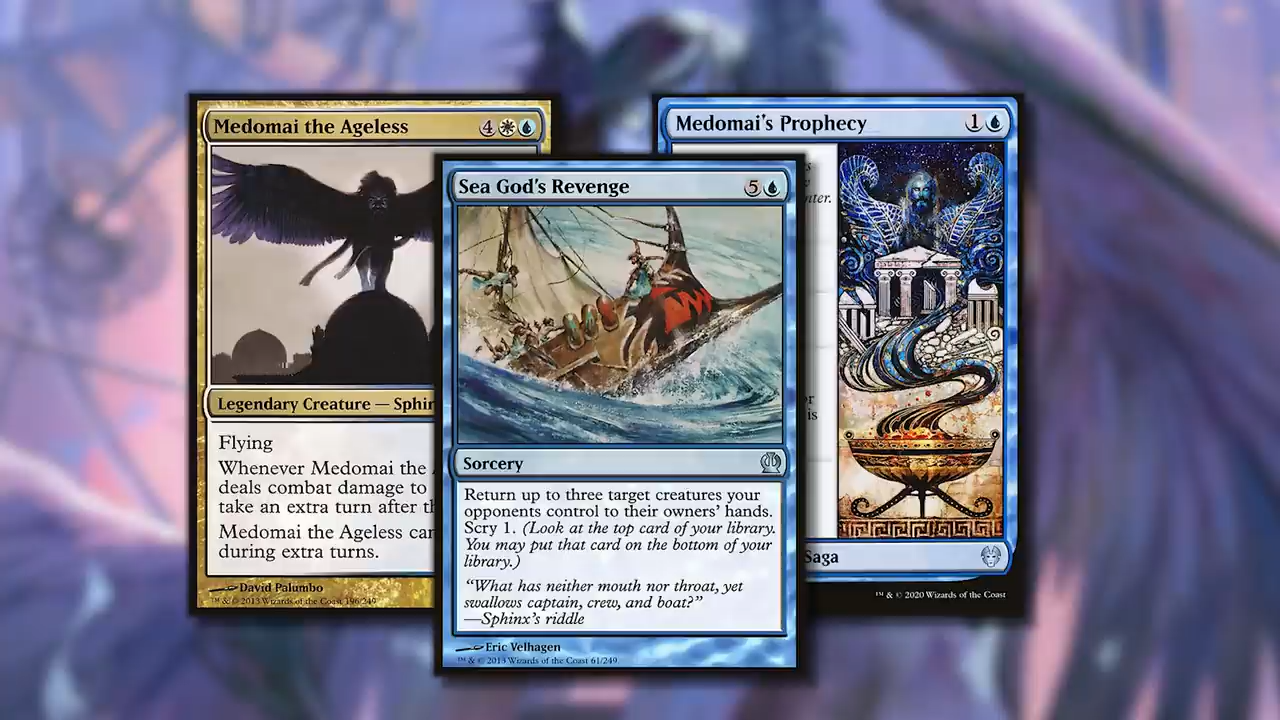 Medomai the Ageless
4
Legendary Creature — Sphin
Flying
Whenever Medomai the
deals combat damage to
take an extra turn after th
Medomai the Ageless can
during extra turns.
David Palumbo
™ & © 2013 Wizards of the Coast 196/249
Sea God's Revenge
5
Sorcery
Return up to three target creatures your
opponents control to their owners' hands.
Scry 1. (Look at the top card of your library.
You may put that card on the bottom of your
library.)
“What has neither mouth nor throat, yet
swallows captain, crew, and boat?”
—Sphinx's riddle
Eric Velhagen
™ & © 2013 Wizards of the Coast 61/249
Medomai's Prophecy
1
Saga
™ & © 2020 Wizards of the Coast